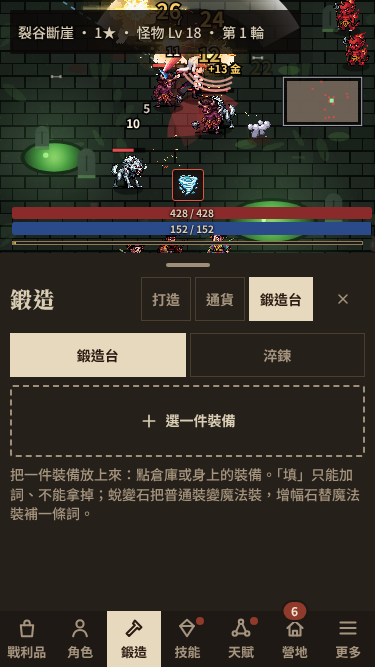 26
24
裂谷斷崖 · 1★ · 怪物 Lv 18 · 第 1 輪
11
12
+13 金
22
5
10
428 / 428
152 / 152
鍛造
打造
通貨
鍛造台
×
鍛造台
淬鍊
＋ 選一件裝備
把一件裝備放上來：點倉庫或身上的裝備。「填」只能加
詞、不能拿掉；蛻變石把普通裝變魔法裝，增幅石替魔法
裝補一條詞。
6
戰利品
角色
鍛造
技能
天賦
營地
更多